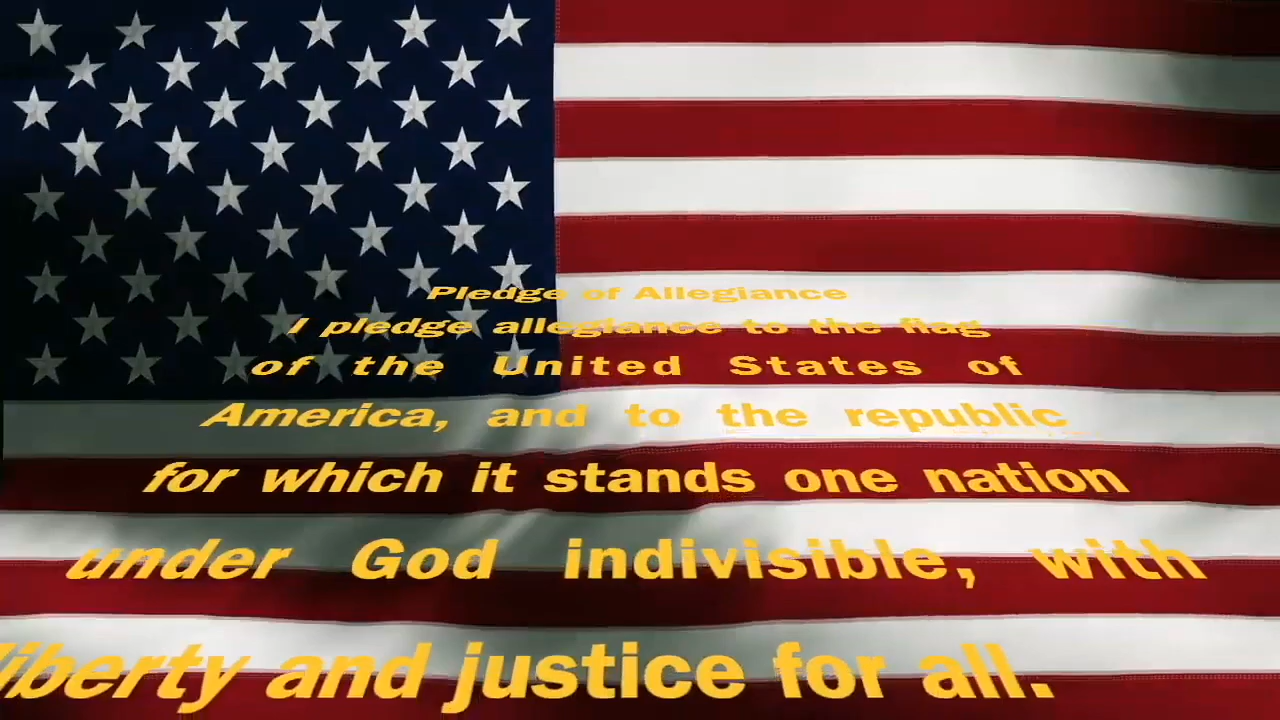 Pledge of Allegiance
I pledge allegiance to the flag
of the United States of
America, and to the republic
for which it stands one nation
under God indivisible, with
liberty and justice for all.